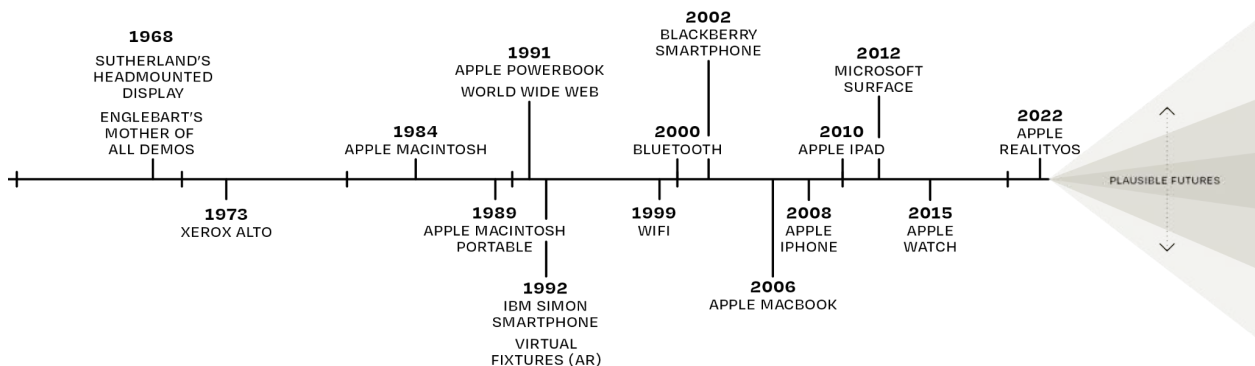 1968
SUTHERLAND'S
HEADMOUNTED
DISPLAY
ENGLEBART'S
MOTHER OF
ALL DEMOS
1973
XEROX ALTO
1984
APPLE MACINTOSH
1989
APPLE MACINTOSH
PORTABLE
1991
APPLE POWERBOOK
WORLD WIDE WEB
1992
IBM SIMON
SMARTPHONE
VIRTUAL
FIXTURES (AR)
1999
WIFI
2000
BLUETOOTH
2002
BLACKBERRY
SMARTPHONE
2006
APPLE MACBOOK
2008
APPLE
IPHONE
2010
APPLE IPAD
2012
MICROSOFT
SURFACE
2015
APPLE
WATCH
2022
APPLE
REALITYOS
PLAUSIBLE FUTURES